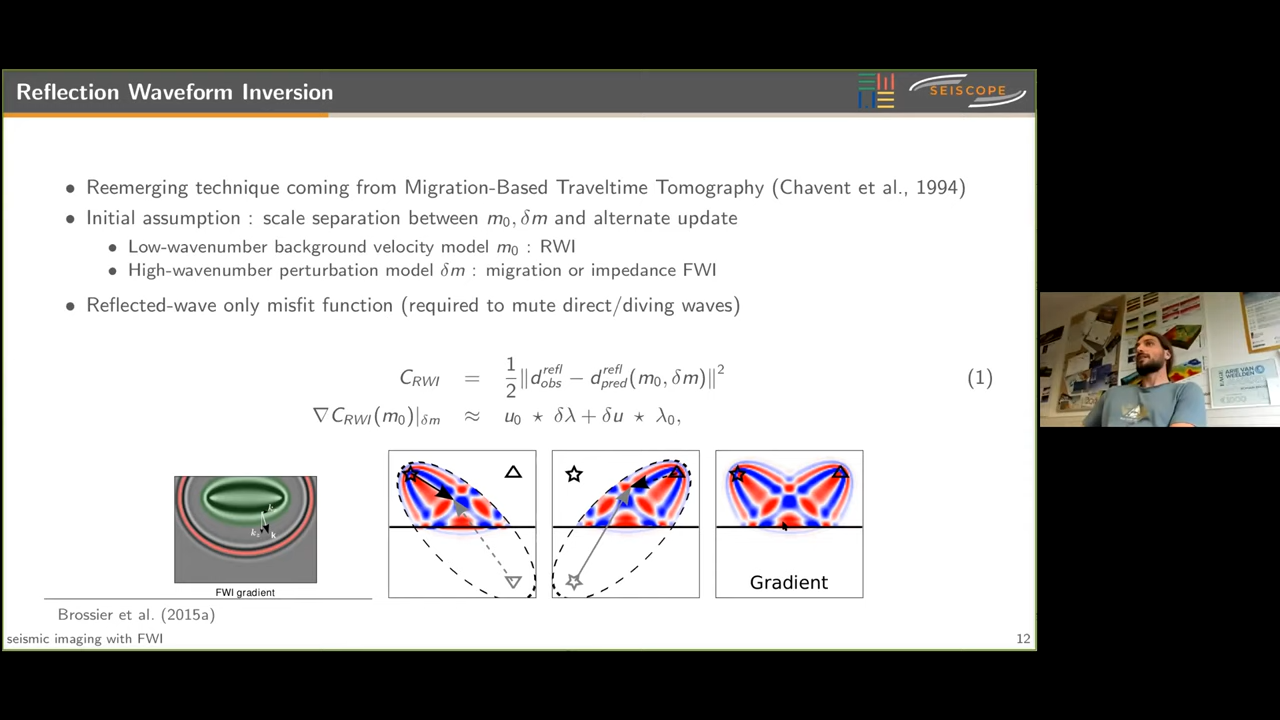 Reflection Waveform Inversion
SEISCOPE
• Reemerging technique coming from Migration-Based Traveltime Tomography (Chavent et al., 1994)
• Initial assumption : scale separation between m₀, δm and alternate update
• Low-wavenumber background velocity model m₀ : RWI
• High-wavenumber perturbation model δm : migration or impedance FWI
• Reflected-wave only misfit function (required to mute direct/diving waves)
C_RWI = 1/2 ‖d_obs^refl − d_pred^refl(m₀, δm)‖² (1)
∇C_RWI(m₀)|_δm ≈ u₀ ⋆ δλ + δu ⋆ λ₀,
FWI gradient
Gradient
Brossier et al. (2015a)
seismic imaging with FWI
12
ARIE VAN
WEELDEN